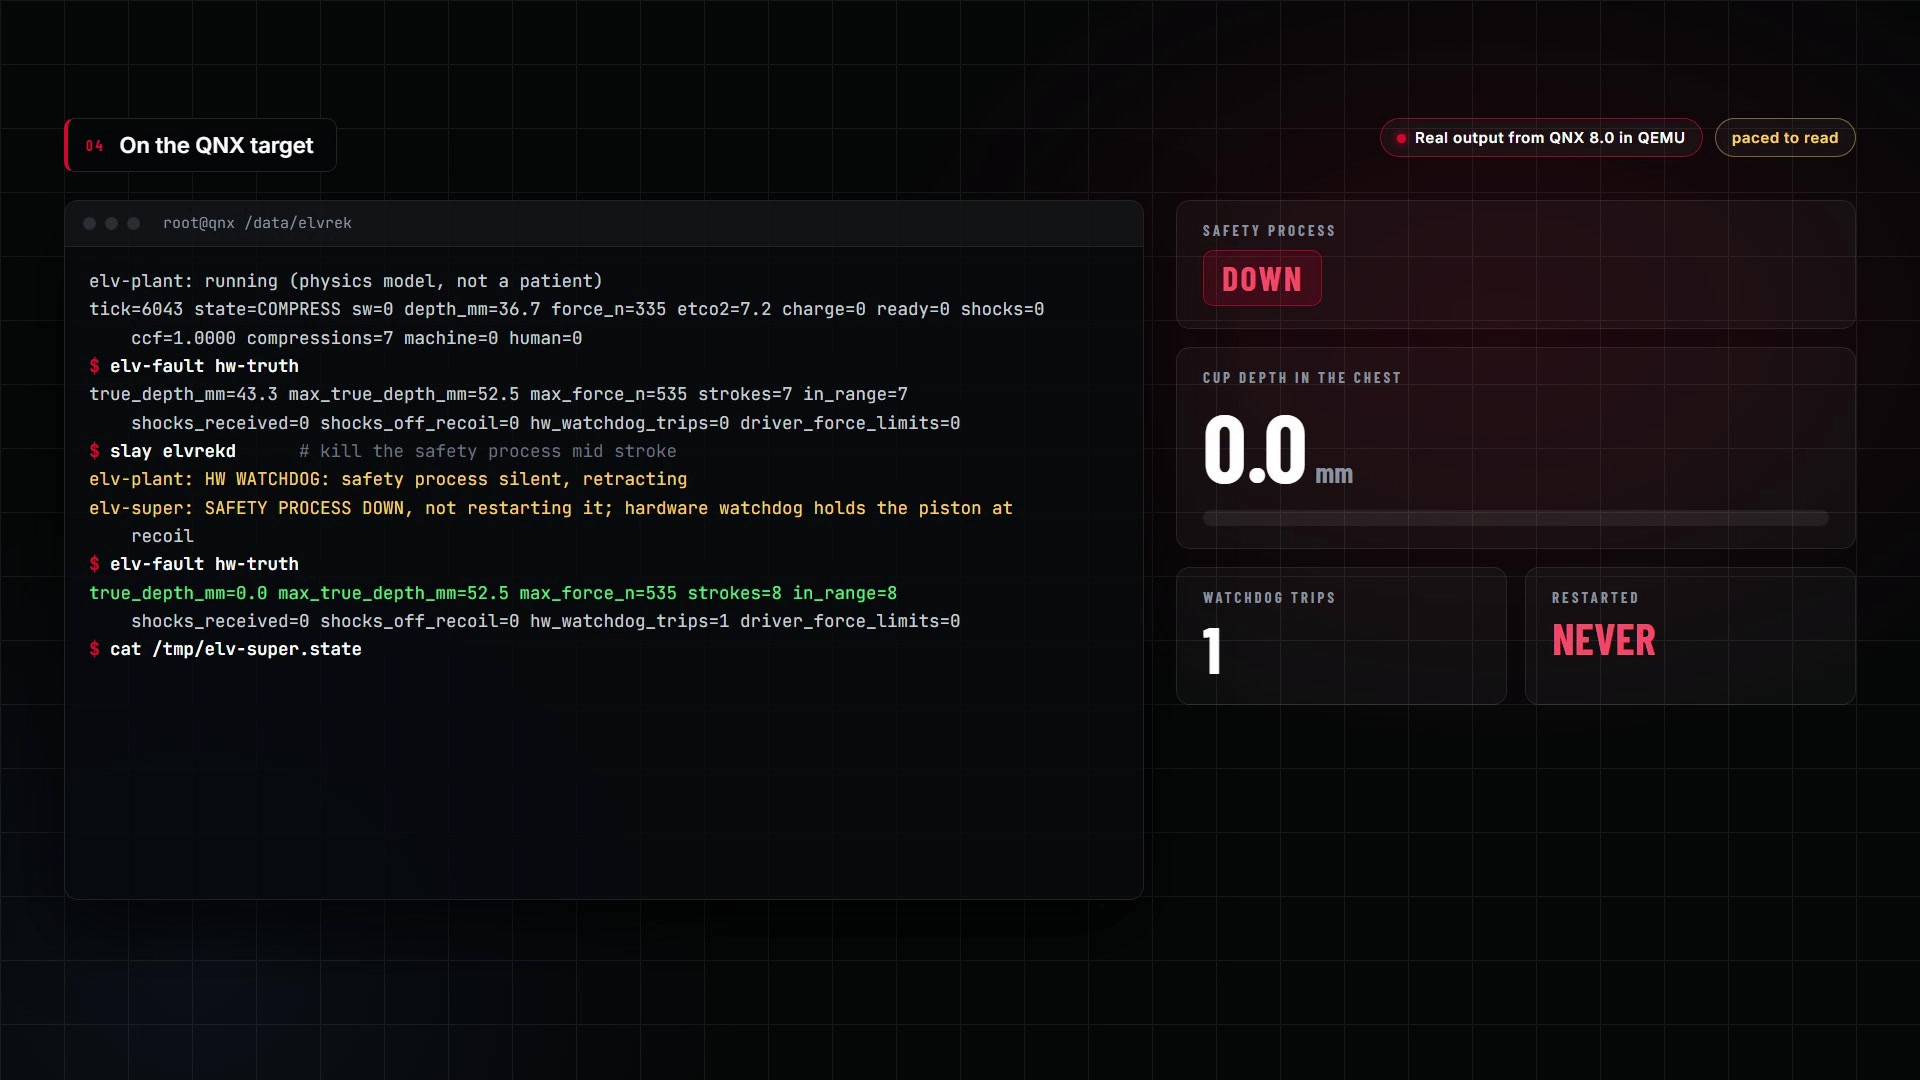 04 On the QNX target
Real output from QNX 8.0 in QEMU
paced to read
root@qnx /data/elvrek
elv-plant: running (physics model, not a patient)
tick=6043 state=COMPRESS sw=0 depth_mm=36.7 force_n=335 etco2=7.2 charge=0 ready=0 shocks=0
ccf=1.0000 compressions=7 machine=0 human=0
$ elv-fault hw-truth
true_depth_mm=43.3 max_true_depth_mm=52.5 max_force_n=535 strokes=7 in_range=7
shocks_received=0 shocks_off_recoil=0 hw_watchdog_trips=0 driver_force_limits=0
$ slay elvrekd # kill the safety process mid stroke
elv-plant: HW WATCHDOG: safety process silent, retracting
elv-super: SAFETY PROCESS DOWN, not restarting it; hardware watchdog holds the piston at
recoil
$ elv-fault hw-truth
true_depth_mm=0.0 max_true_depth_mm=52.5 max_force_n=535 strokes=8 in_range=8
shocks_received=0 shocks_off_recoil=0 hw_watchdog_trips=1 driver_force_limits=0
$ cat /tmp/elv-super.state
SAFETY PROCESS
DOWN
CUP DEPTH IN THE CHEST
0.0 mm
WATCHDOG TRIPS
1
RESTARTED
NEVER